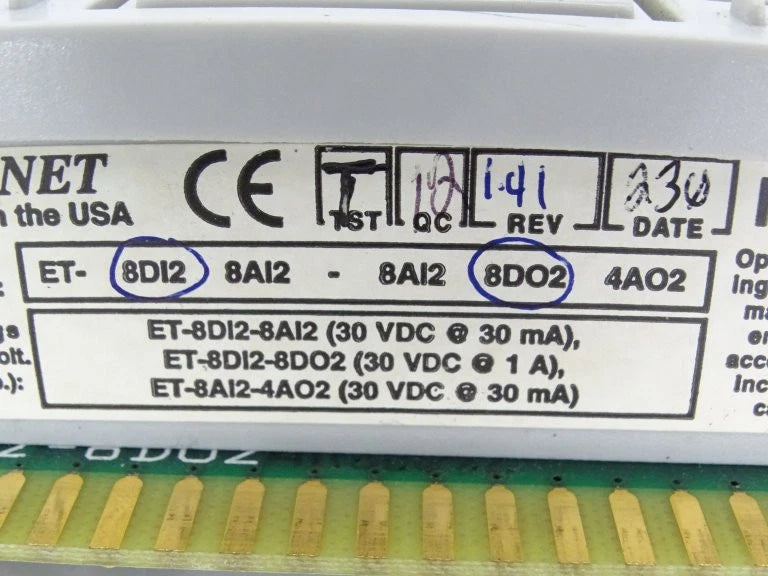 NET
the USA
CE
T TST
QC
1.41 REV
DATE
ET- 8DI2 8AI2 - 8AI2 8DO2 4AO2
ET-8DI2-8AI2 (30 VDC @ 30 mA),
ET-8DI2-8DO2 (30 VDC @ 1 A),
ET-8AI2-4AO2 (30 VDC @ 30 mA)
-8DO2